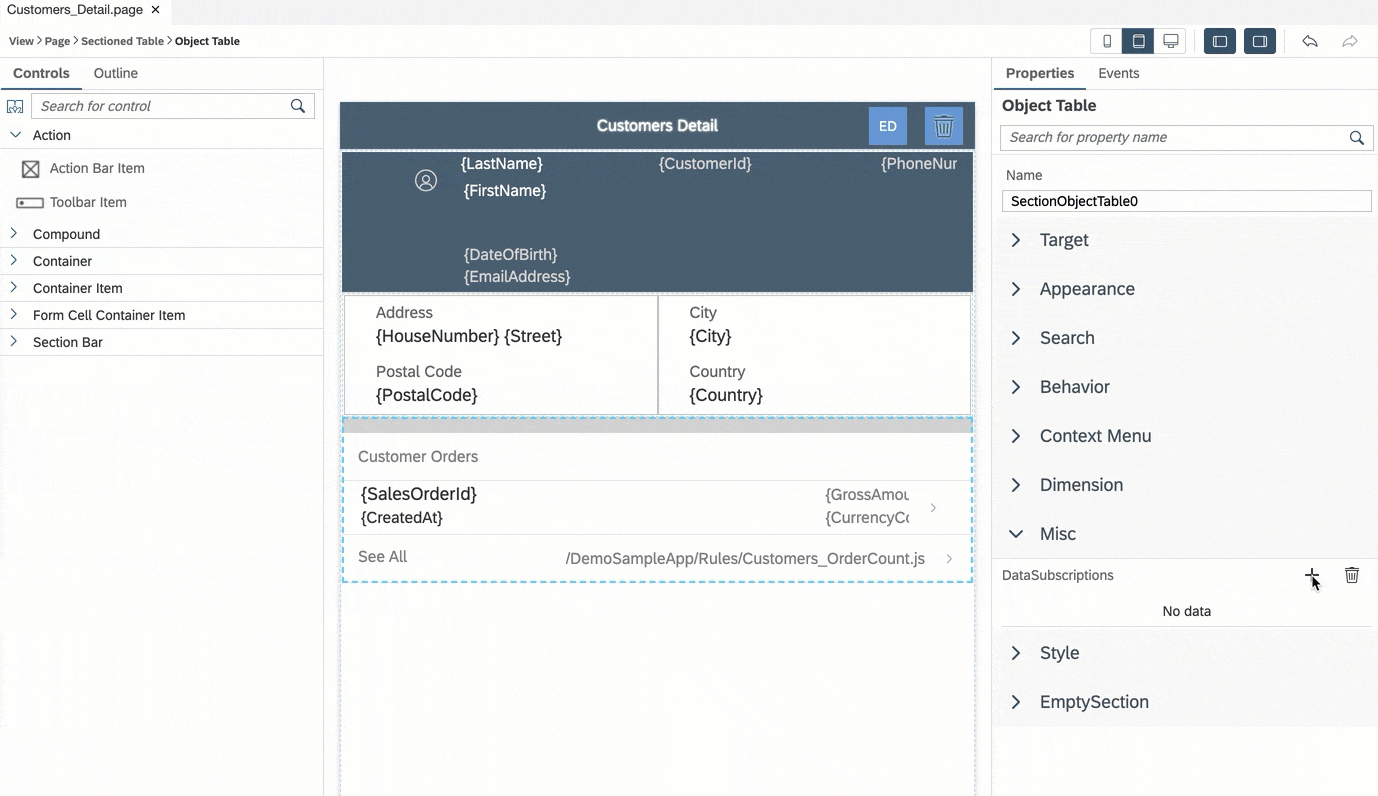 Customers_Detail.page ×
View > Page > Sectioned Table > Object Table
Controls Outline
Search for control
Action
Action Bar Item
Toolbar Item
Compound
Container
Container Item
Form Cell Container Item
Section Bar
Customers Detail ED
{LastName} {CustomerId} {PhoneNur
{FirstName}
{DateOfBirth}
{EmailAddress}
Address City
{HouseNumber} {Street} {City}
Postal Code Country
{PostalCode} {Country}
Customer Orders
{SalesOrderId} {GrossAmou
{CreatedAt} {CurrencyCo
See All /DemoSampleApp/Rules/Customers_OrderCount.js
Properties Events
Object Table
Search for property name
Name
SectionObjectTable0
Target
Appearance
Search
Behavior
Context Menu
Dimension
Misc
DataSubscriptions
No data
Style
EmptySection